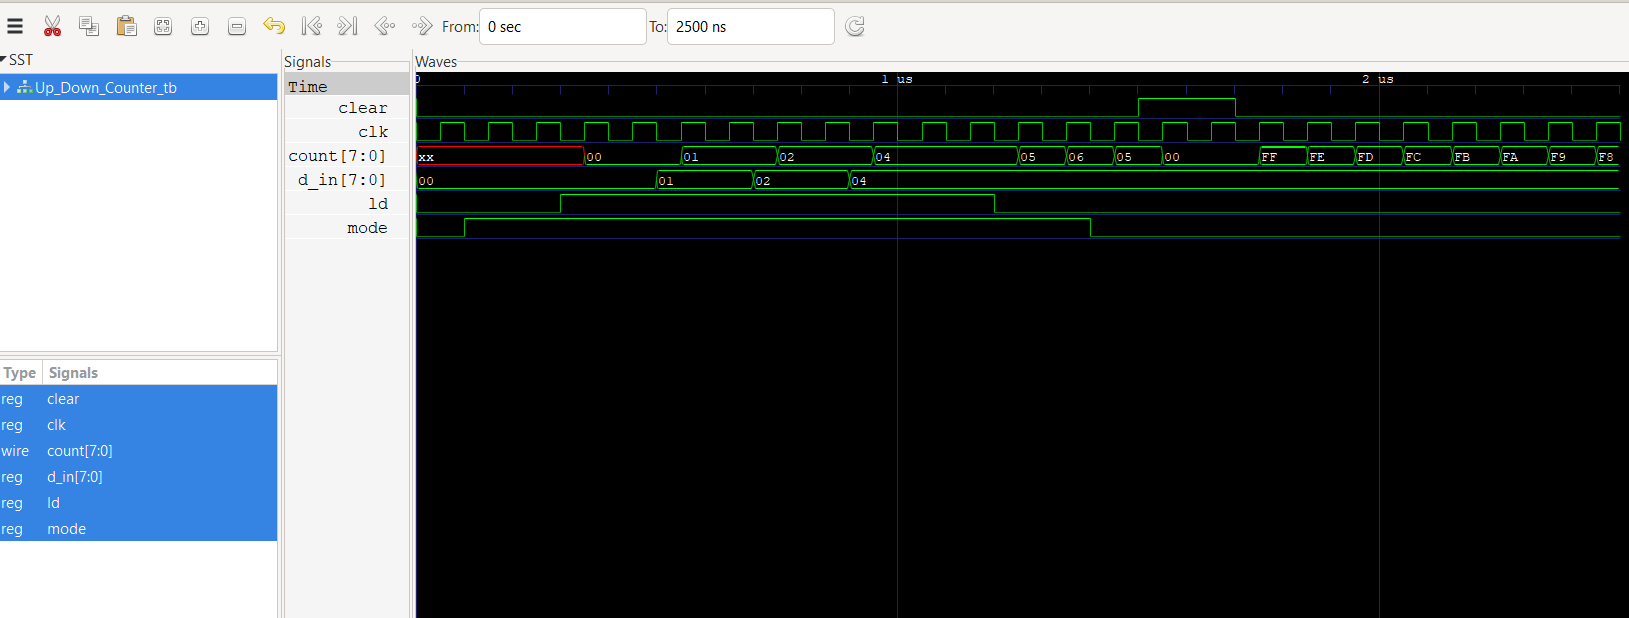 From: 0 sec To: 2500 ns
SST
Up_Down_Counter_tb
Type Signals
reg clear
reg clk
wire count[7:0]
reg d_in[7:0]
reg ld
reg mode
Signals
Time
clear
clk
count[7:0]
d_in[7:0]
ld
mode
Waves
0 1 us 2 us
xx 00 01 02 04 05 06 05 00 FF FE FD FC FB FA F9 F8
00 01 02 04